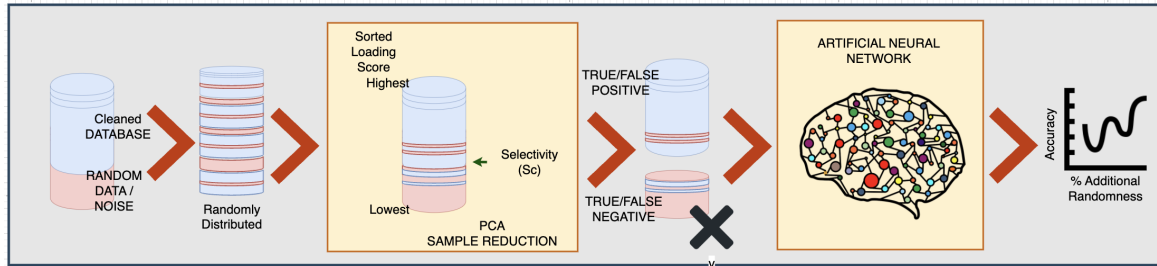 Cleaned
DATABASE
RANDOM
DATA /
NOISE
Randomly
Distributed
Sorted
Loading
Score
Highest
Selectivity
(Sc)
Lowest
PCA
SAMPLE REDUCTION
TRUE/FALSE
POSITIVE
TRUE/FALSE
NEGATIVE
v
ARTIFICIAL NEURAL
NETWORK
Accuracy
% Additional
Randomness